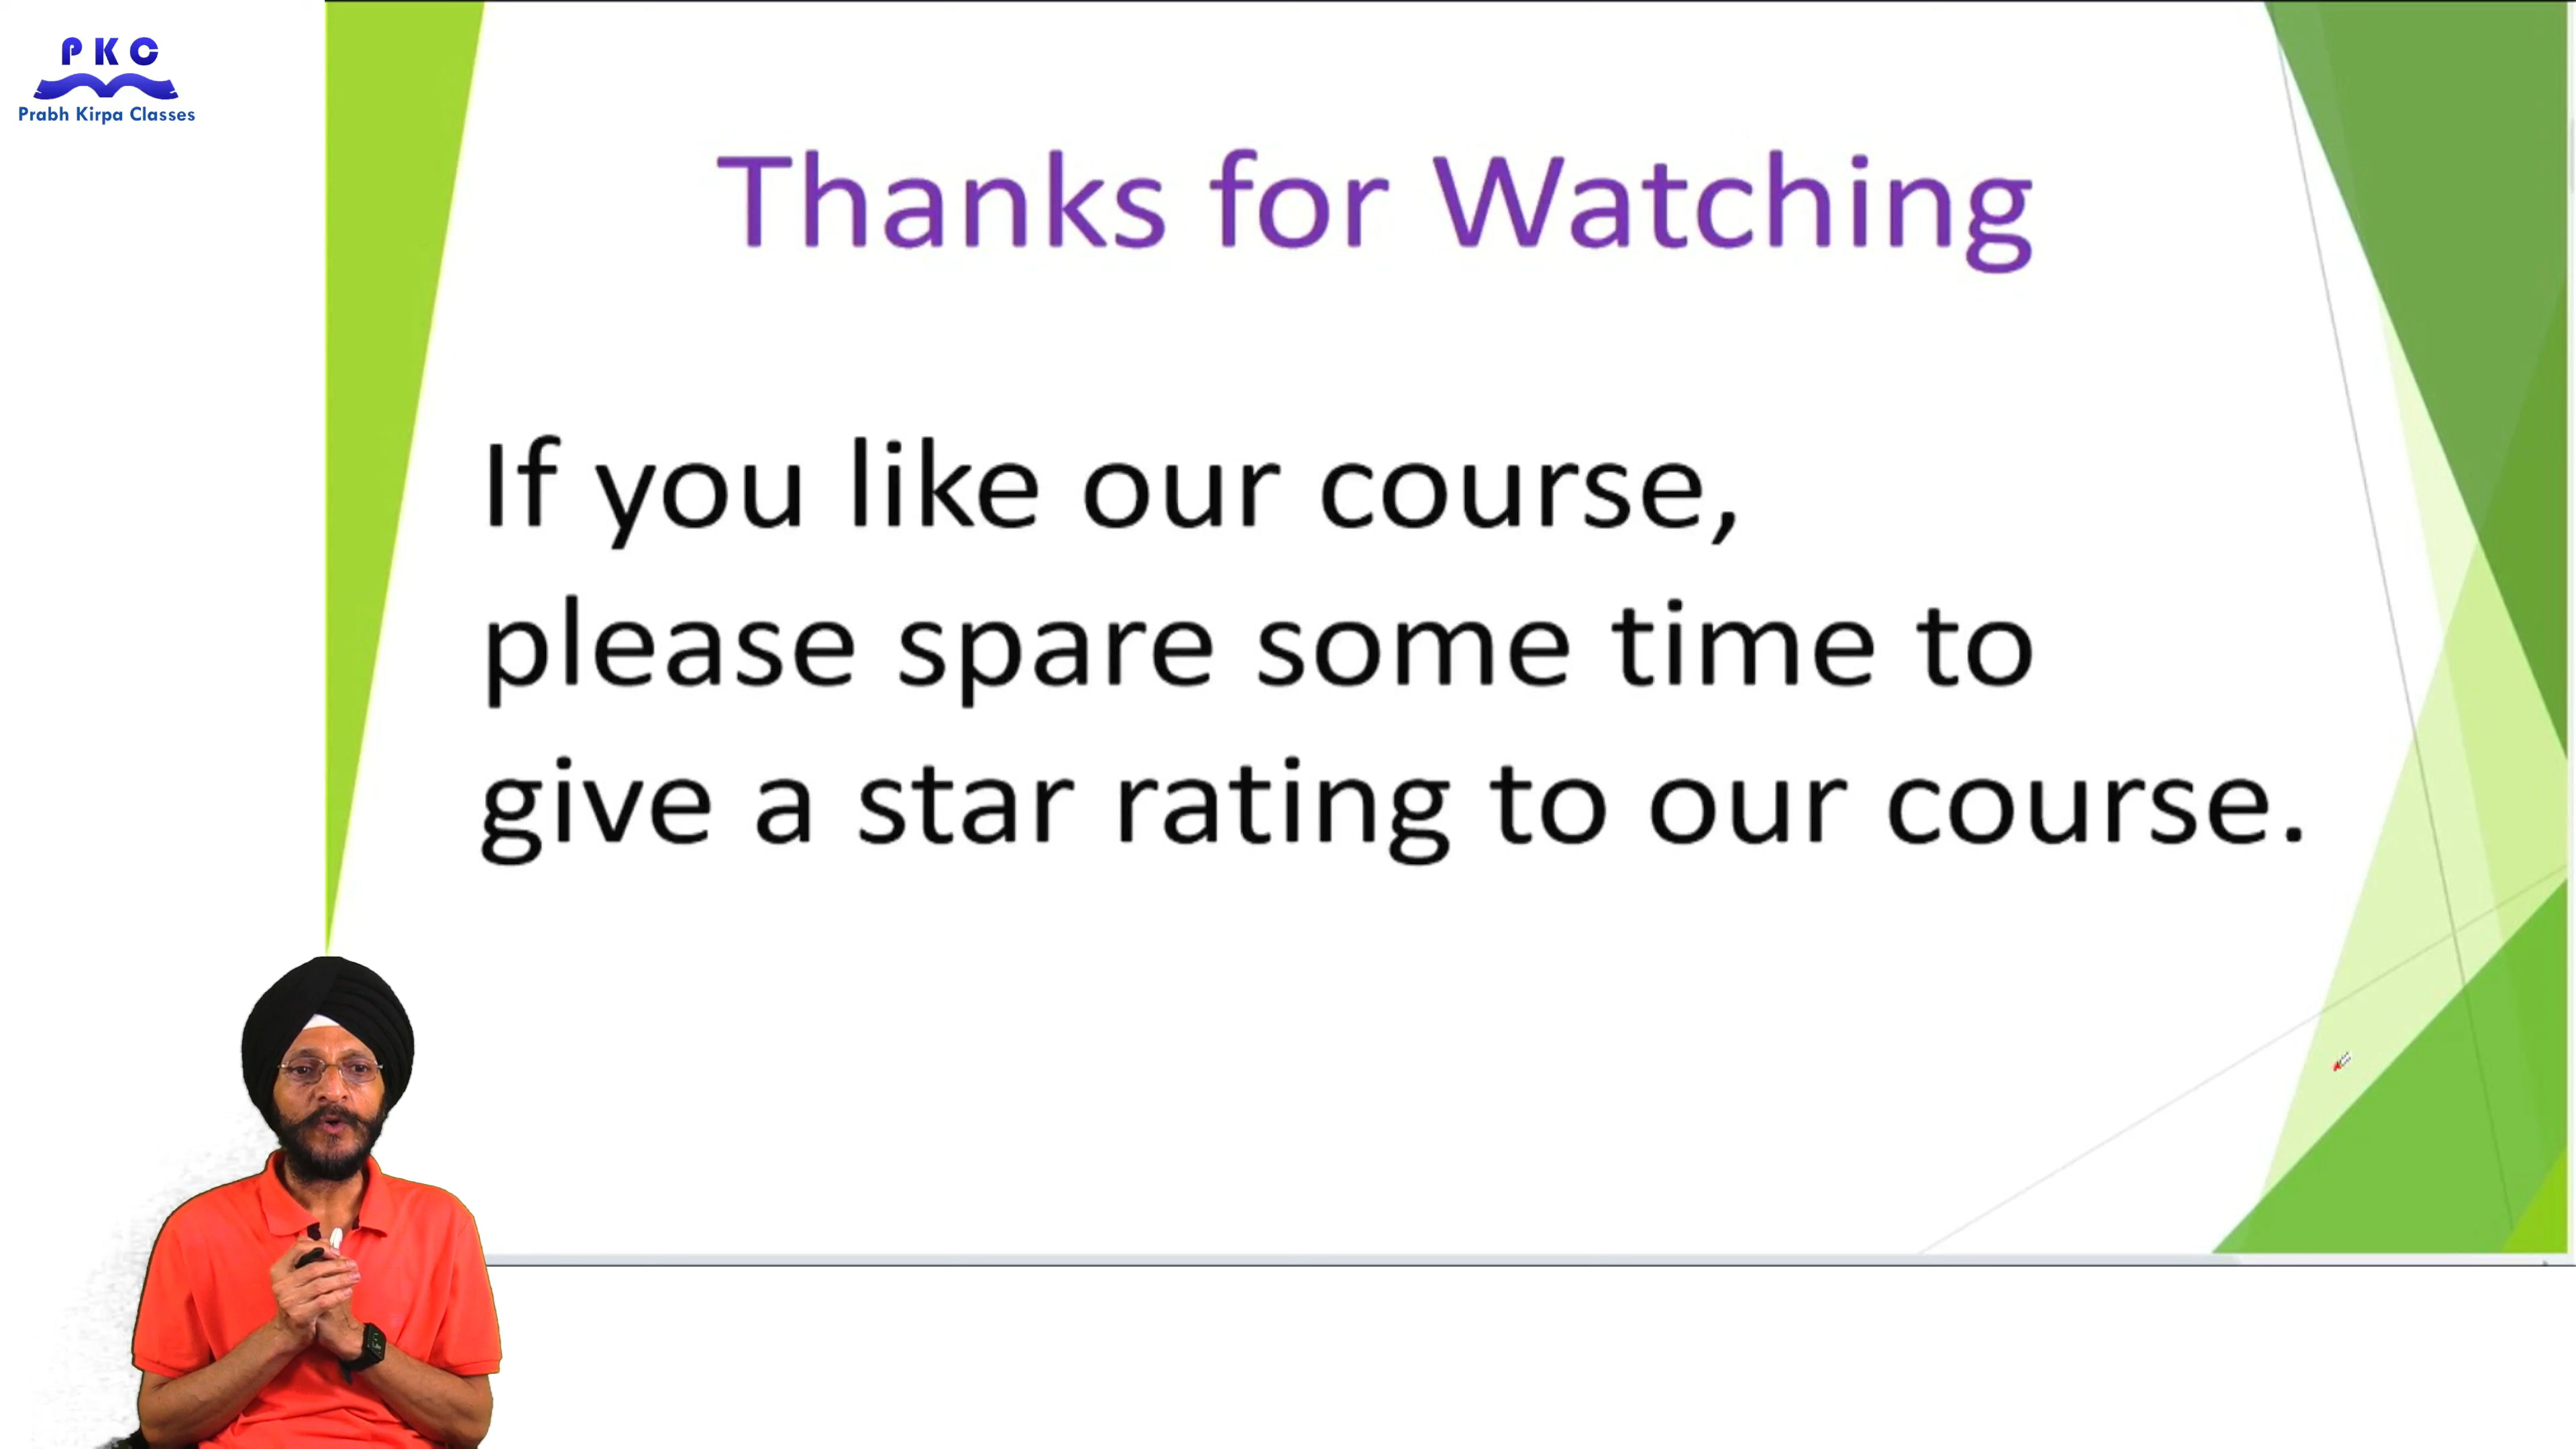 P K C
Prabh Kirpa Classes
Thanks for Watching
If you like our course,
please spare some time to
give a star rating to our course.